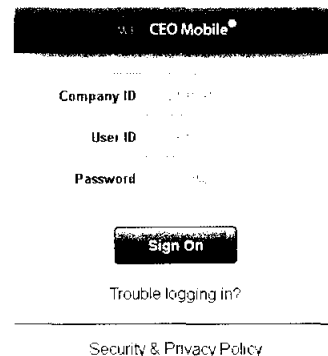 CEO Mobile®
Company ID
User ID
Password
Sign On
Trouble logging in?
Security & Privacy Policy